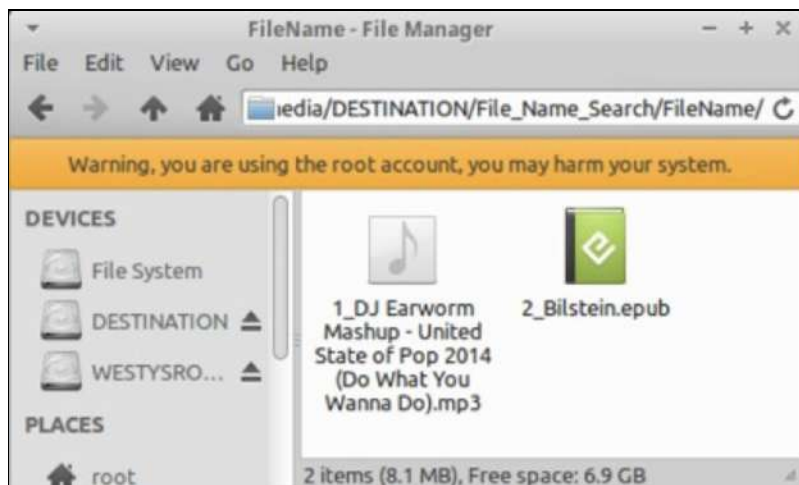 FileName - File Manager
File Edit View Go Help
edia/DESTINATION/File_Name_Search/FileName/
Warning, you are using the root account, you may harm your system.
DEVICES
File System
DESTINATION
WESTYSRO...
PLACES
root
1_DJ Earworm
Mashup - United
State of Pop 2014
(Do What You
Wanna Do).mp3
2_Bilstein.epub
2 items (8.1 MB), Free space: 6.9 GB